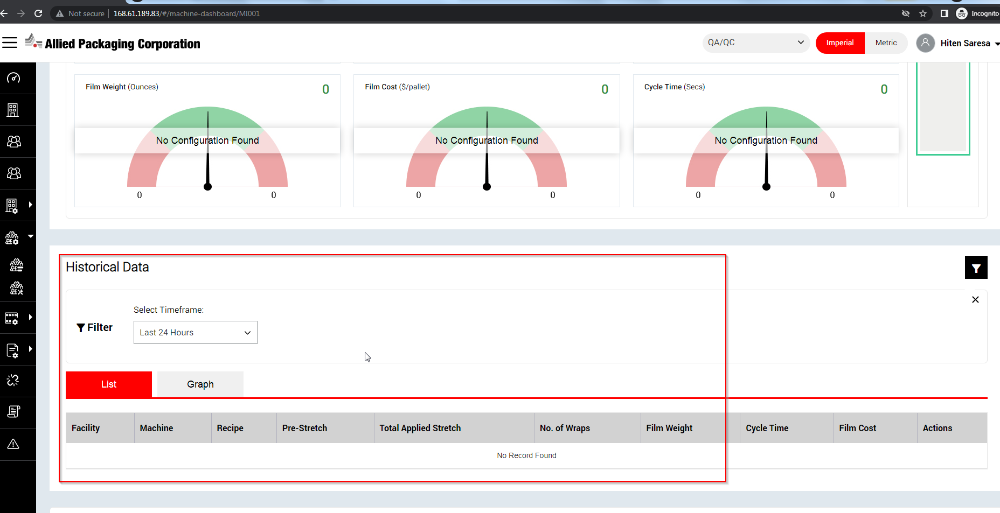 Not secure 168.61.189.83/#/machine-dashboard/MI001 Incognito
Allied Packaging Corporation QA/QC Imperial Metric Hiten Saresa
Film Weight (Ounces) 0 Film Cost ($/pallet) 0 Cycle Time (Secs) 0
No Configuration Found No Configuration Found No Configuration Found
0 0 0 0 0 0
Historical Data
Select Timeframe:
Filter Last 24 Hours
List Graph
Facility Machine Recipe Pre-Stretch Total Applied Stretch No. of Wraps Film Weight Cycle Time Film Cost Actions
No Record Found